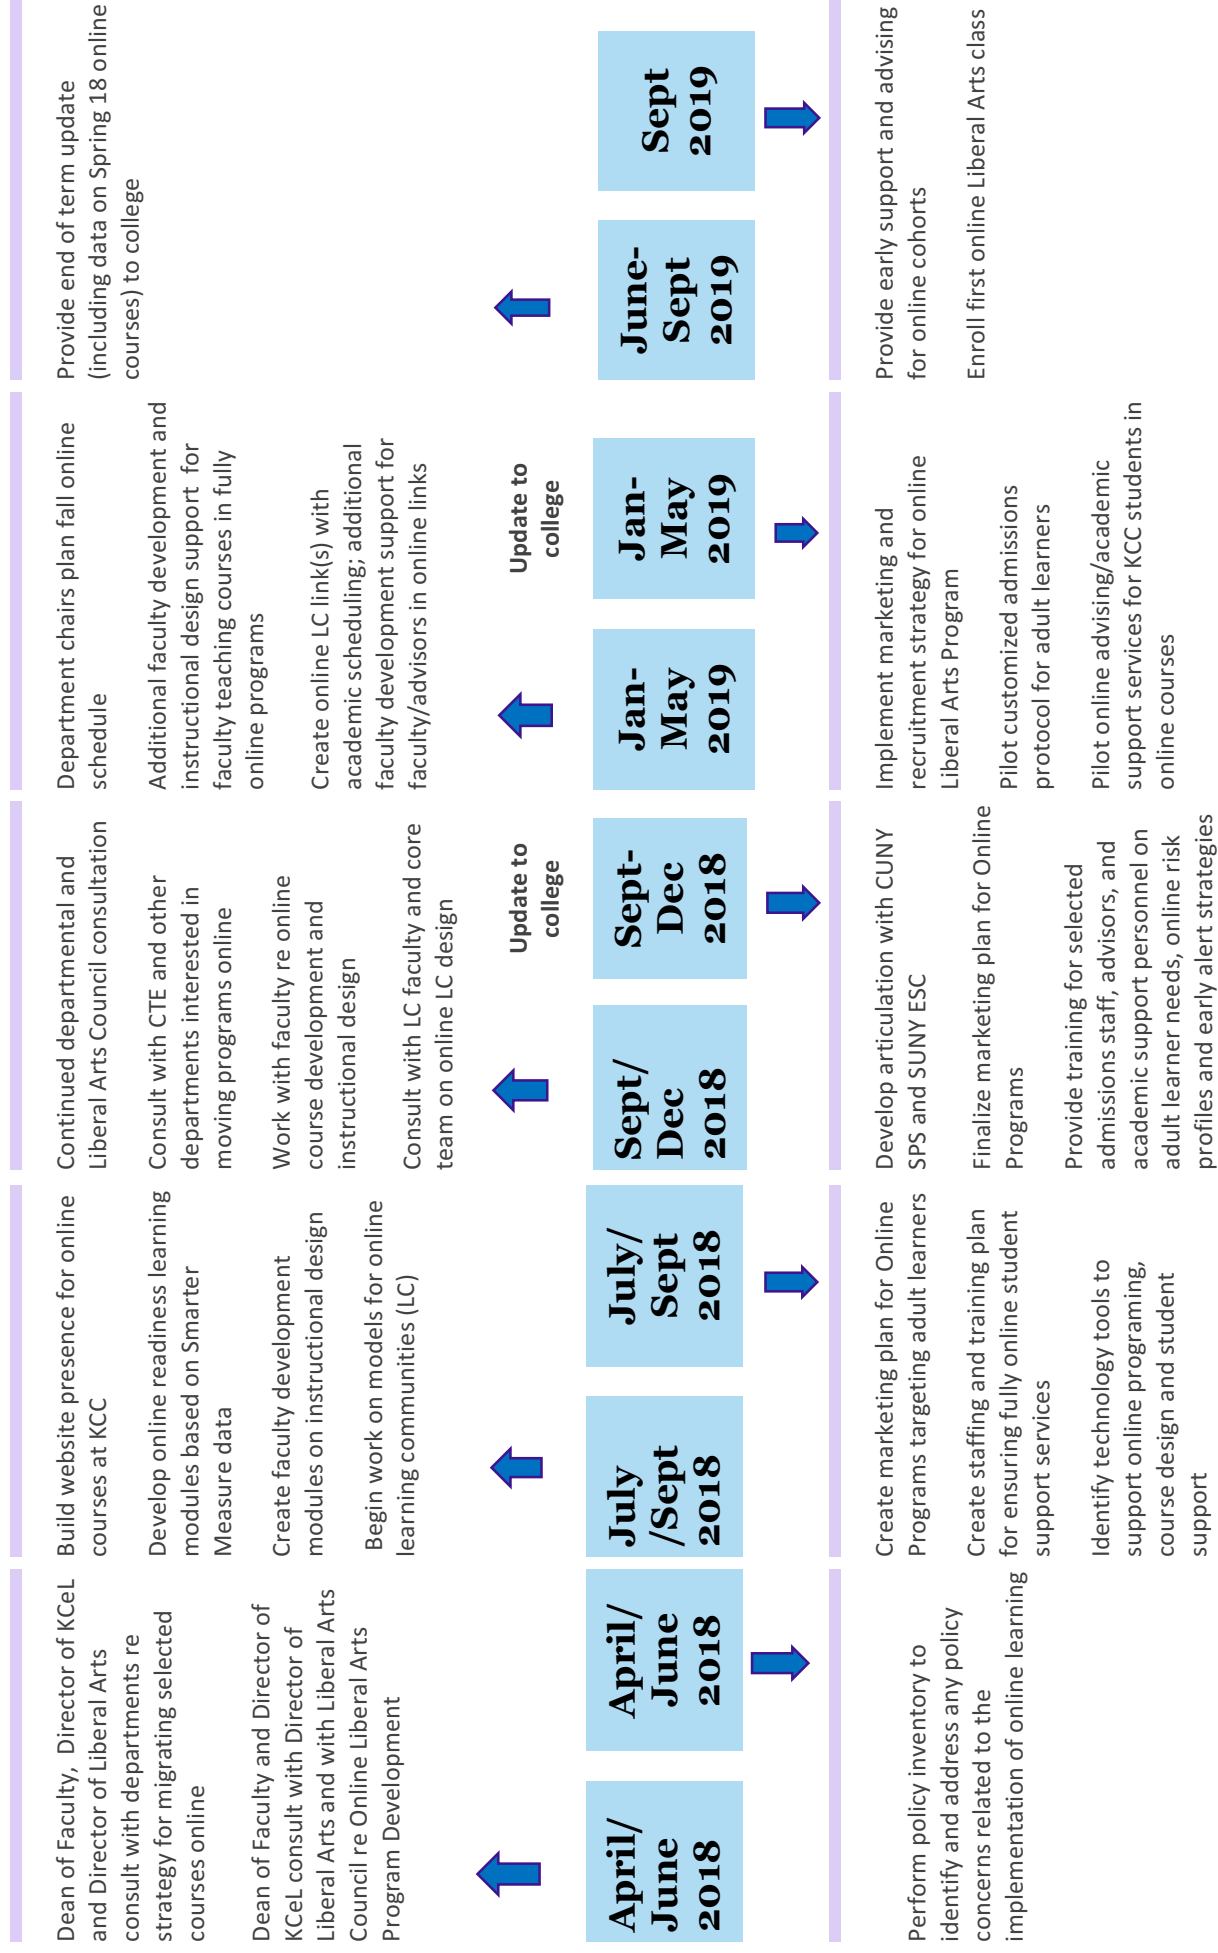 Dean of Faculty, Director of KCeL
and Director of Liberal Arts
consult with departments re
strategy for migrating selected
courses online
Dean of Faculty and Director of
KCeL consult with Director of
Liberal Arts and with Liberal Arts
Council re Online Liberal Arts
Program Development
Build website presence for online
courses at KCC
Develop online readiness learning
modules based on Smarter
Measure data
Create faculty development
modules on instructional design
Begin work on models for online
learning communities (LC)
Continued departmental and
Liberal Arts Council consultation
Consult with CTE and other
departments interested in
moving programs online
Work with faculty re online
course development and
instructional design
Consult with LC faculty and core
team on online LC design
Department chairs plan fall online
schedule
Additional faculty development and
instructional design support for
faculty teaching courses in fully
online programs
Create online LC link(s) with
academic scheduling; additional
faculty development support for
faculty/advisors in online links
Provide end of term update
(including data on Spring 18 online
courses) to college
Update to
college
Update to
college
April/
June
2018
April/
June
2018
July
/Sept
2018
July/
Sept
2018
Sept/
Dec
2018
Sept-
Dec
2018
Jan-
May
2019
Jan-
May
2019
June-
Sept
2019
Sept
2019
Perform policy inventory to
identify and address any policy
concerns related to the
implementation of online learning
Create marketing plan for Online
Programs targeting adult learners
Create staffing and training plan
for ensuring fully online student
support services
Identify technology tools to
support online programing,
course design and student
support
Develop articulation with CUNY
SPS and SUNY ESC
Finalize marketing plan for Online
Programs
Provide training for selected
admissions staff, advisors, and
academic support personnel on
adult learner needs, online risk
profiles and early alert strategies
Implement marketing and
recruitment strategy for online
Liberal Arts Program
Pilot customized admissions
protocol for adult learners
Pilot online advising/academic
support services for KCC students in
online courses
Provide early support and advising
for online cohorts
Enroll first online Liberal Arts class